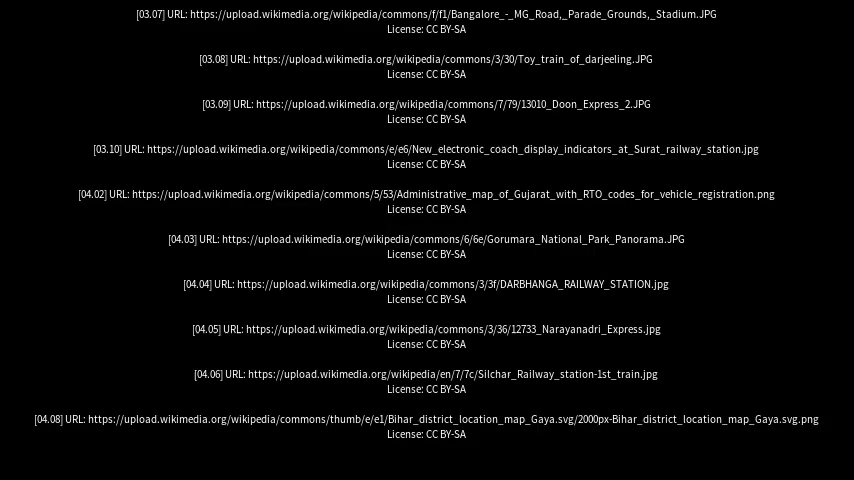 [03.07] URL: https://upload.wikimedia.org/wikipedia/commons/f/f1/Bangalore_-_MG_Road,_Parade_Grounds,_Stadium.JPG
License: CC BY-SA
[03.08] URL: https://upload.wikimedia.org/wikipedia/commons/3/30/Toy_train_of_darjeeling.JPG
License: CC BY-SA
[03.09] URL: https://upload.wikimedia.org/wikipedia/commons/7/79/13010_Doon_Express_2.JPG
License: CC BY-SA
[03.10] URL: https://upload.wikimedia.org/wikipedia/commons/e/e6/New_electronic_coach_display_indicators_at_Surat_railway_station.jpg
License: CC BY-SA
[04.02] URL: https://upload.wikimedia.org/wikipedia/commons/5/53/Administrative_map_of_Gujarat_with_RTO_codes_for_vehicle_registration.png
License: CC BY-SA
[04.03] URL: https://upload.wikimedia.org/wikipedia/commons/6/6e/Gorumara_National_Park_Panorama.JPG
License: CC BY-SA
[04.04] URL: https://upload.wikimedia.org/wikipedia/commons/3/3f/DARBHANGA_RAILWAY_STATION.jpg
License: CC BY-SA
[04.05] URL: https://upload.wikimedia.org/wikipedia/commons/3/36/12733_Narayanadri_Express.jpg
License: CC BY-SA
[04.06] URL: https://upload.wikimedia.org/wikipedia/en/7/7c/Silchar_Railway_station-1st_train.jpg
License: CC BY-SA
[04.08] URL: https://upload.wikimedia.org/wikipedia/commons/thumb/e/e1/Bihar_district_location_map_Gaya.svg/2000px-Bihar_district_location_map_Gaya.svg.png
License: CC BY-SA